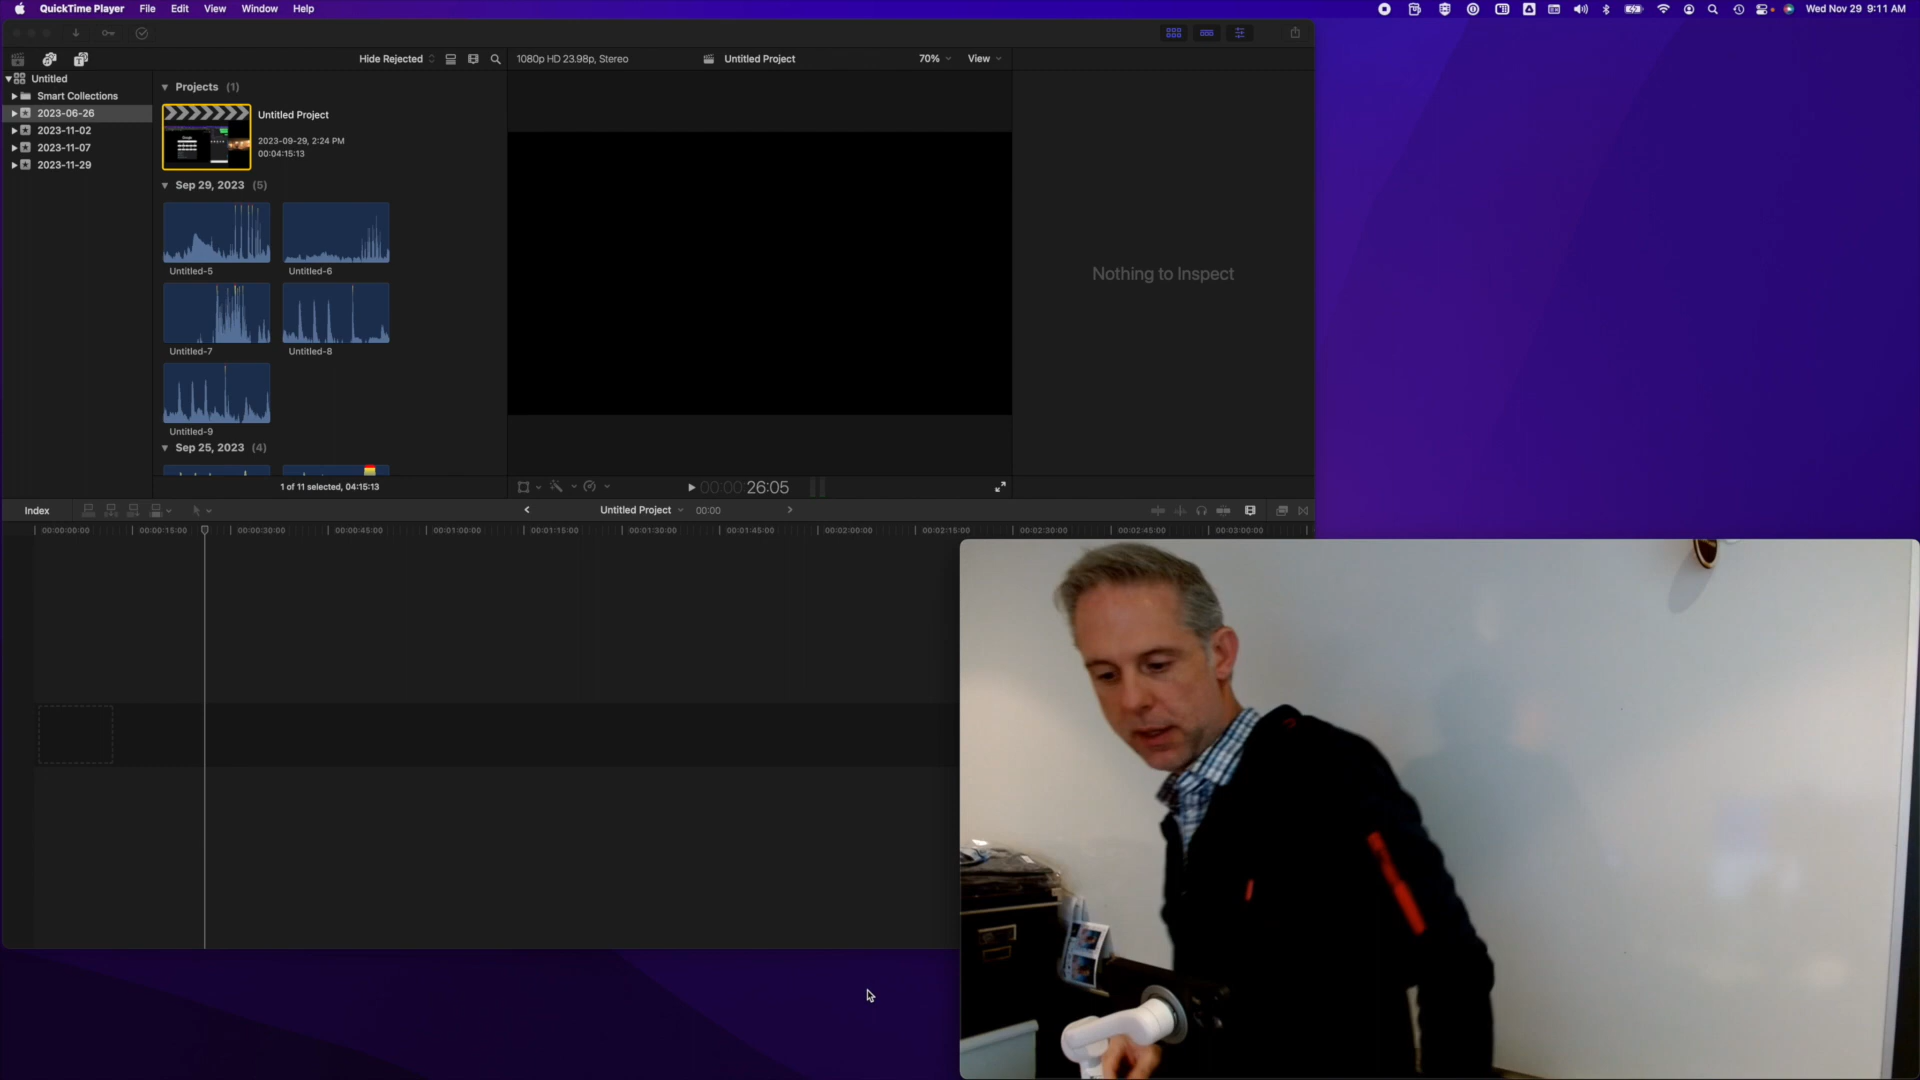 QuickTime Player File Edit View Window Help Wed Nov 29 9:11 AM
Hide Rejected 1080p HD 23.98p, Stereo Untitled Project 70% View
Untitled
Smart Collections
2023-06-26
2023-11-02
2023-11-07
2023-11-29
Projects (1)
Untitled Project
2023-09-29, 2:24 PM
00:04:15:13
Sep 29, 2023 (5)
Untitled-5 Untitled-6
Untitled-7 Untitled-8
Untitled-9
Sep 25, 2023 (4)
1 of 11 selected, 04:15:13
Nothing to Inspect
00:00:26:05
Index Untitled Project 00:00
00:00:00:00 00:00:15:00 00:00:30:00 00:00:45:00 00:01:00:00 00:01:15:00 00:01:30:00 00:01:45:00 00:02:00:00 00:02:15:00 00:02:30:00 00:02:45:00 00:03:00:00